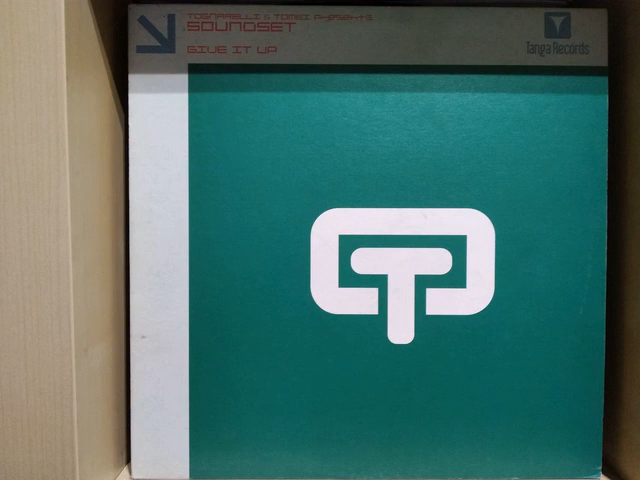 TOGNARELLI & TOMEI PRESENTS
SOUNDSET
GIVE IT UP
Tanga Records